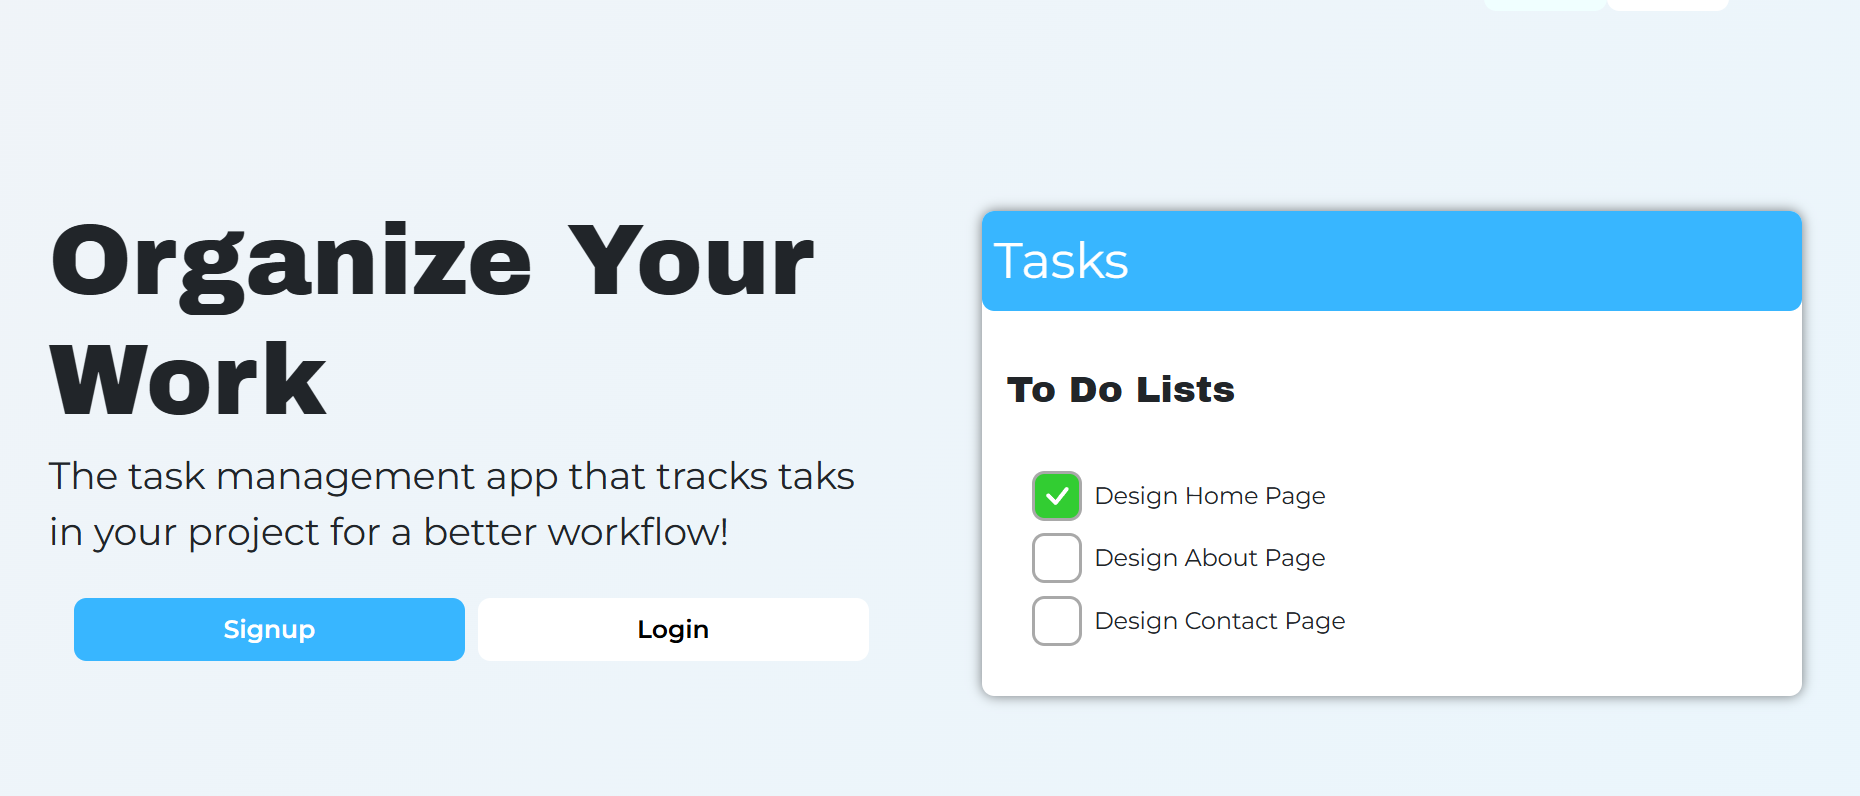 Organize Your
Work
The task management app that tracks taks
in your project for a better workflow!
Signup
Login
Tasks
To Do Lists
Design Home Page
Design About Page
Design Contact Page